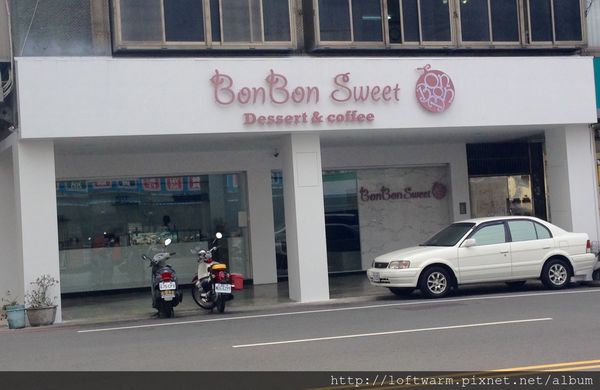 BonBon Sweet
Dessert & coffee
BonBon Sweet
http://loftwarm.pixnet.net/album